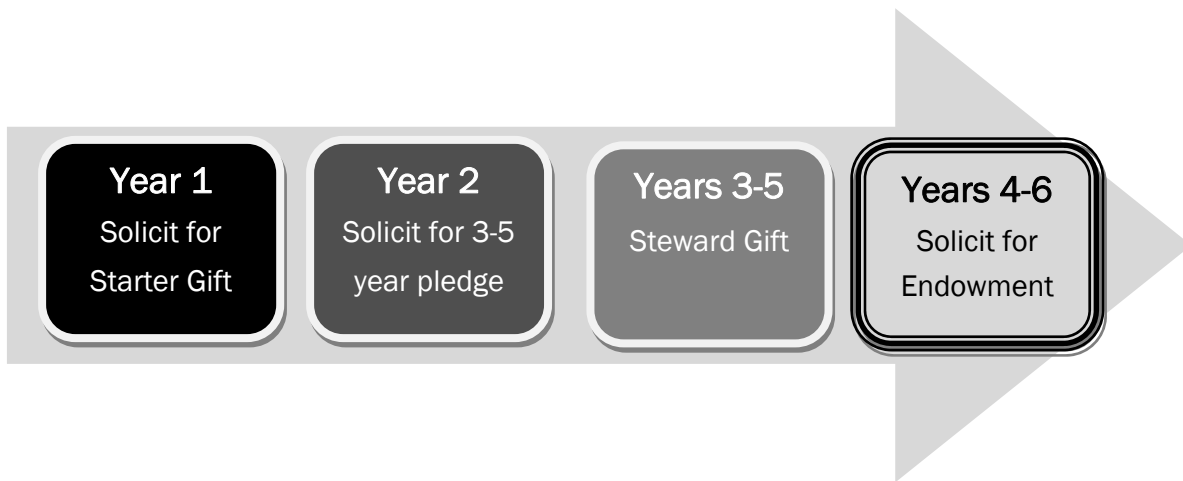 Year 1
Solicit for
Starter Gift
Year 2
Solicit for 3-5
year pledge
Years 3-5
Steward Gift
Years 4-6
Solicit for
Endowment